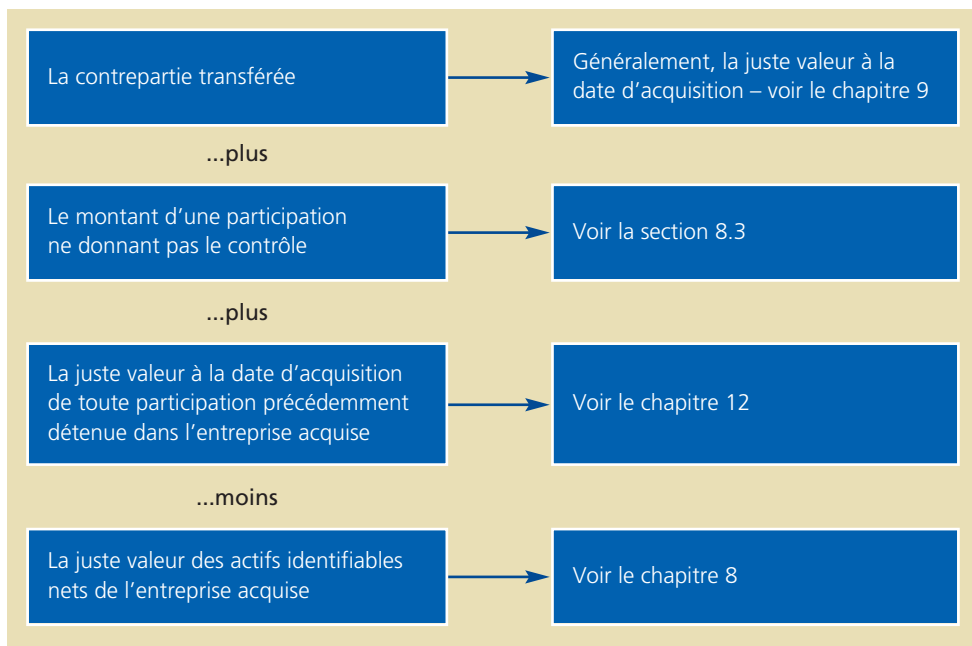 La contrepartie transférée
Généralement, la juste valeur à la
date d’acquisition – voir le chapitre 9
...plus
Le montant d’une participation
ne donnant pas le contrôle
Voir la section 8.3
...plus
La juste valeur à la date d’acquisition
de toute participation précédemment
détenue dans l’entreprise acquise
Voir le chapitre 12
...moins
La juste valeur des actifs identifiables
nets de l’entreprise acquise
Voir le chapitre 8